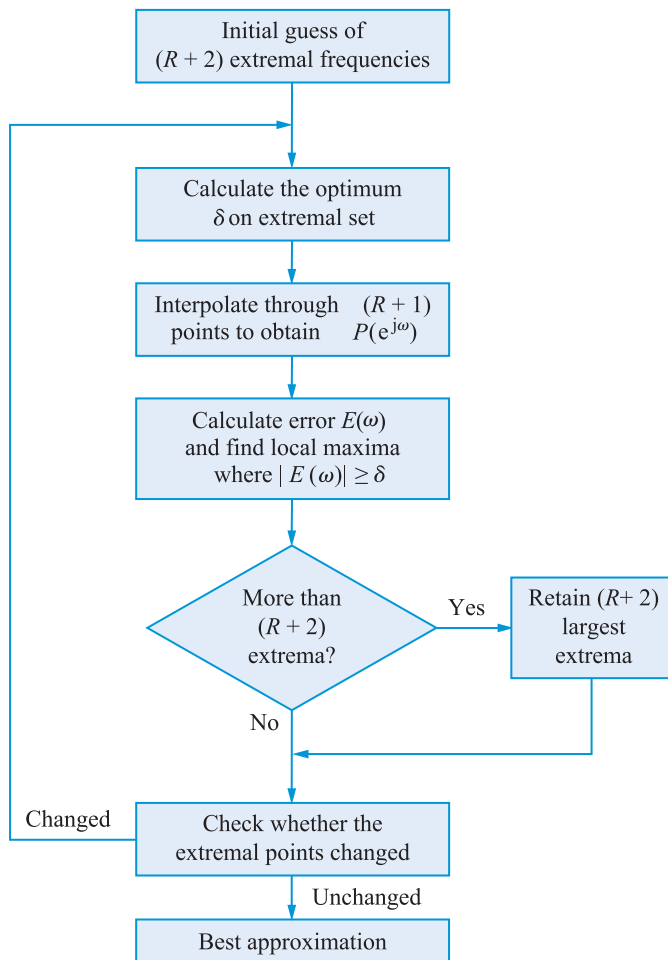 Initial guess of
(R + 2) extremal frequencies
Calculate the optimum
δ on extremal set
Interpolate through (R + 1)
points to obtain P(e^jω)
Calculate error E(ω)
and find local maxima
where | E (ω)| ≥ δ
More than
(R + 2)
extrema?
Yes
Retain (R+ 2)
largest
extrema
No
Changed
Check whether the
extremal points changed
Unchanged
Best approximation